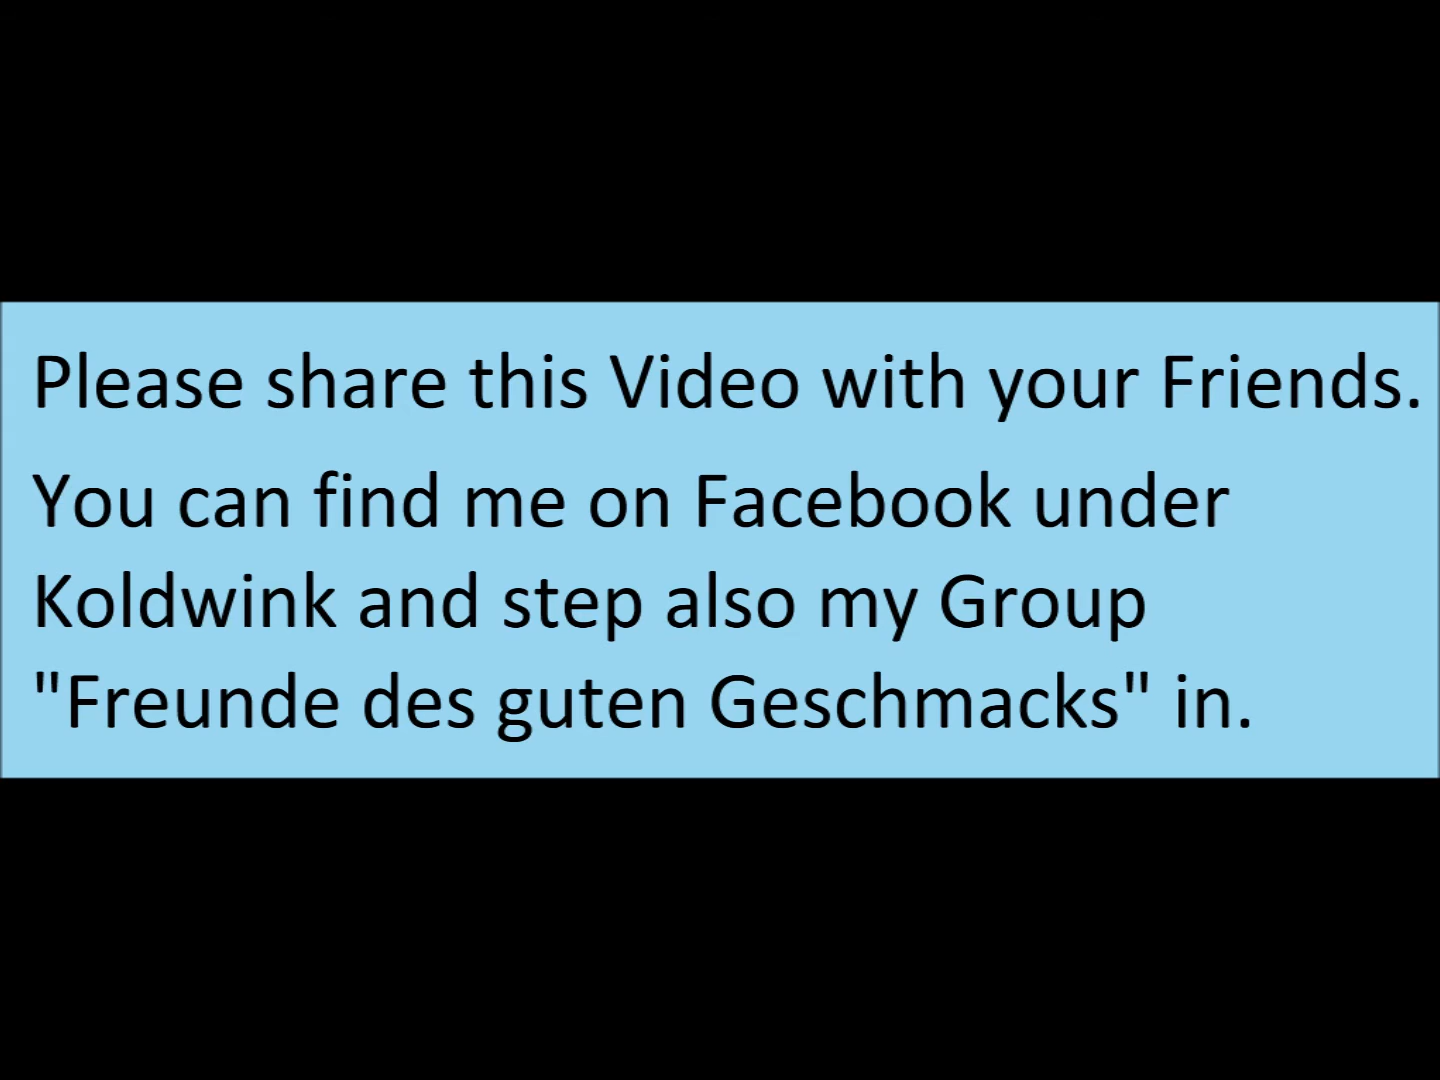 Please share this Video with your Friends.
You can find me on Facebook under
Koldwink and step also my Group
"Freunde des guten Geschmacks" in.